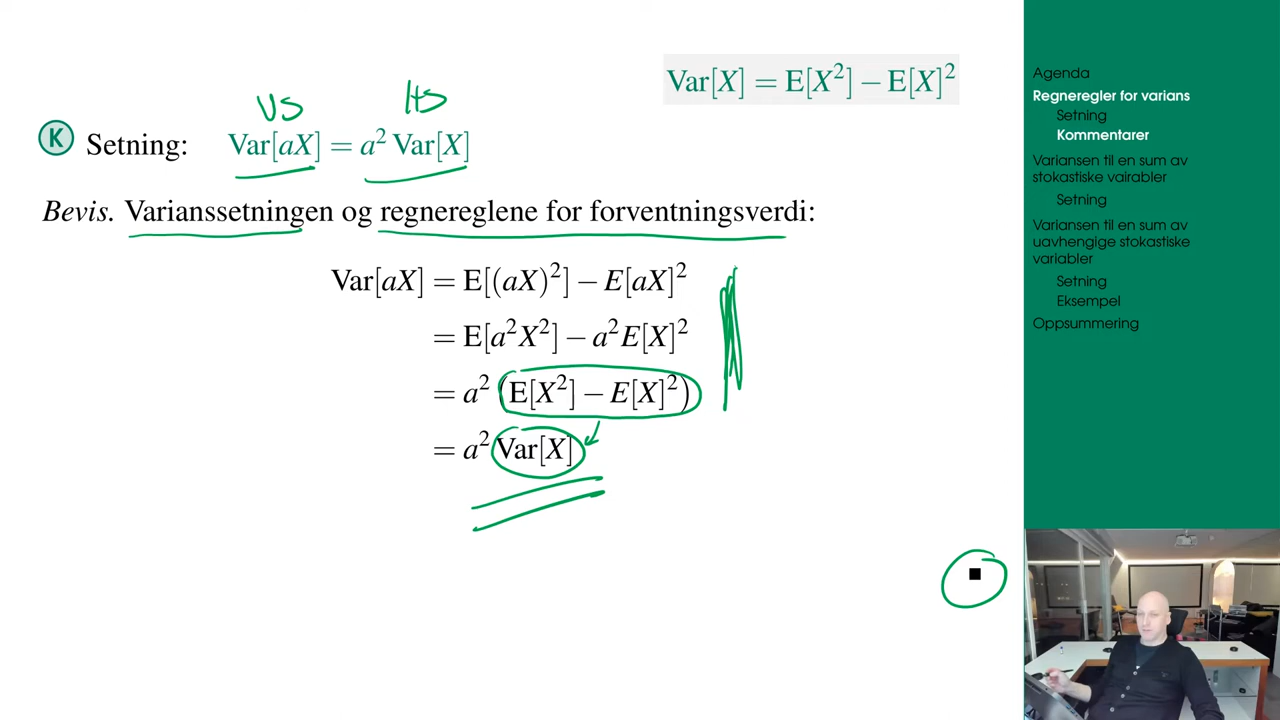 Var[X] = E[X²] − E[X]²
VS HS
K Setning: Var[aX] = a² Var[X]
Bevis. Varianssetningen og regnereglene for forventningsverdi:
Var[aX] = E[(aX)²] − E[aX]²
= E[a²X²] − a²E[X]²
= a² (E[X²] − E[X]²)
= a² Var[X]
Agenda
Regneregler for varians
Setning
Kommentarer
Variansen til en sum av
stokastiske vairabler
Setning
Variansen til en sum av
uavhengige stokastiske
variabler
Setning
Eksempel
Oppsummering